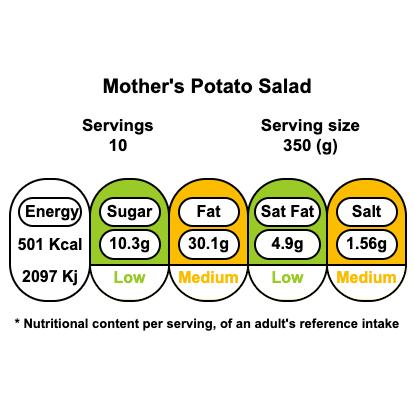 Mother's Potato Salad
Servings
10
Serving size
350 (g)
Energy Sugar Fat Sat Fat Salt
501 Kcal 10.3g 30.1g 4.9g 1.56g
2097 Kj Low Medium Low Medium
* Nutritional content per serving, of an adult's reference intake